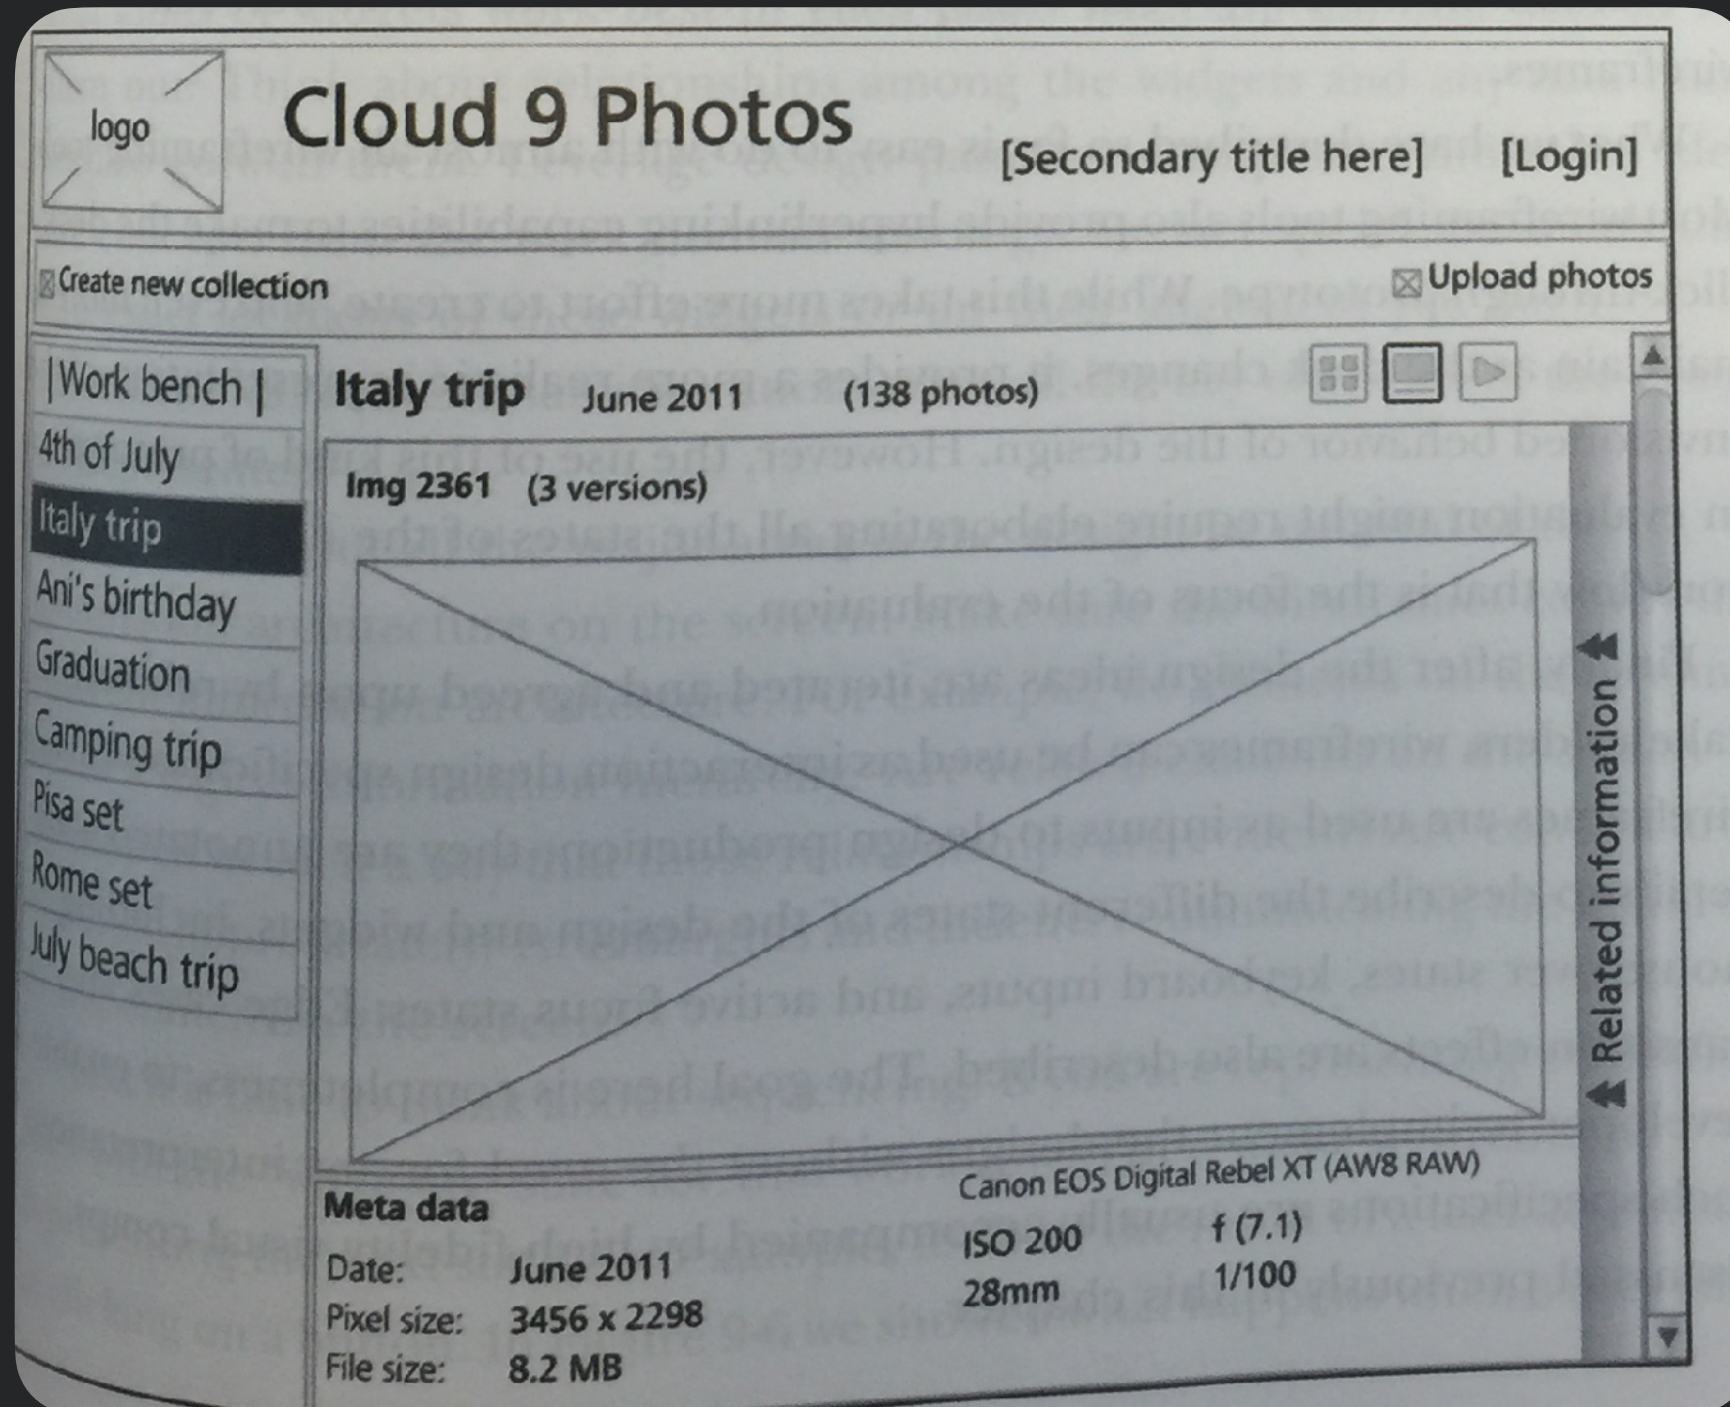 logo
Cloud 9 Photos
[Secondary title here] [Login]
Create new collection
Upload photos
|Work bench |
4th of July
Italy trip
Ani's birthday
Graduation
Camping trip
Pisa set
Rome set
July beach trip
Italy trip June 2011 (138 photos)
Img 2361 (3 versions)
Related information
Meta data
Date: June 2011
Pixel size: 3456 x 2298
File size: 8.2 MB
Canon EOS Digital Rebel XT (AW8 RAW)
ISO 200 f (7.1)
28mm 1/100